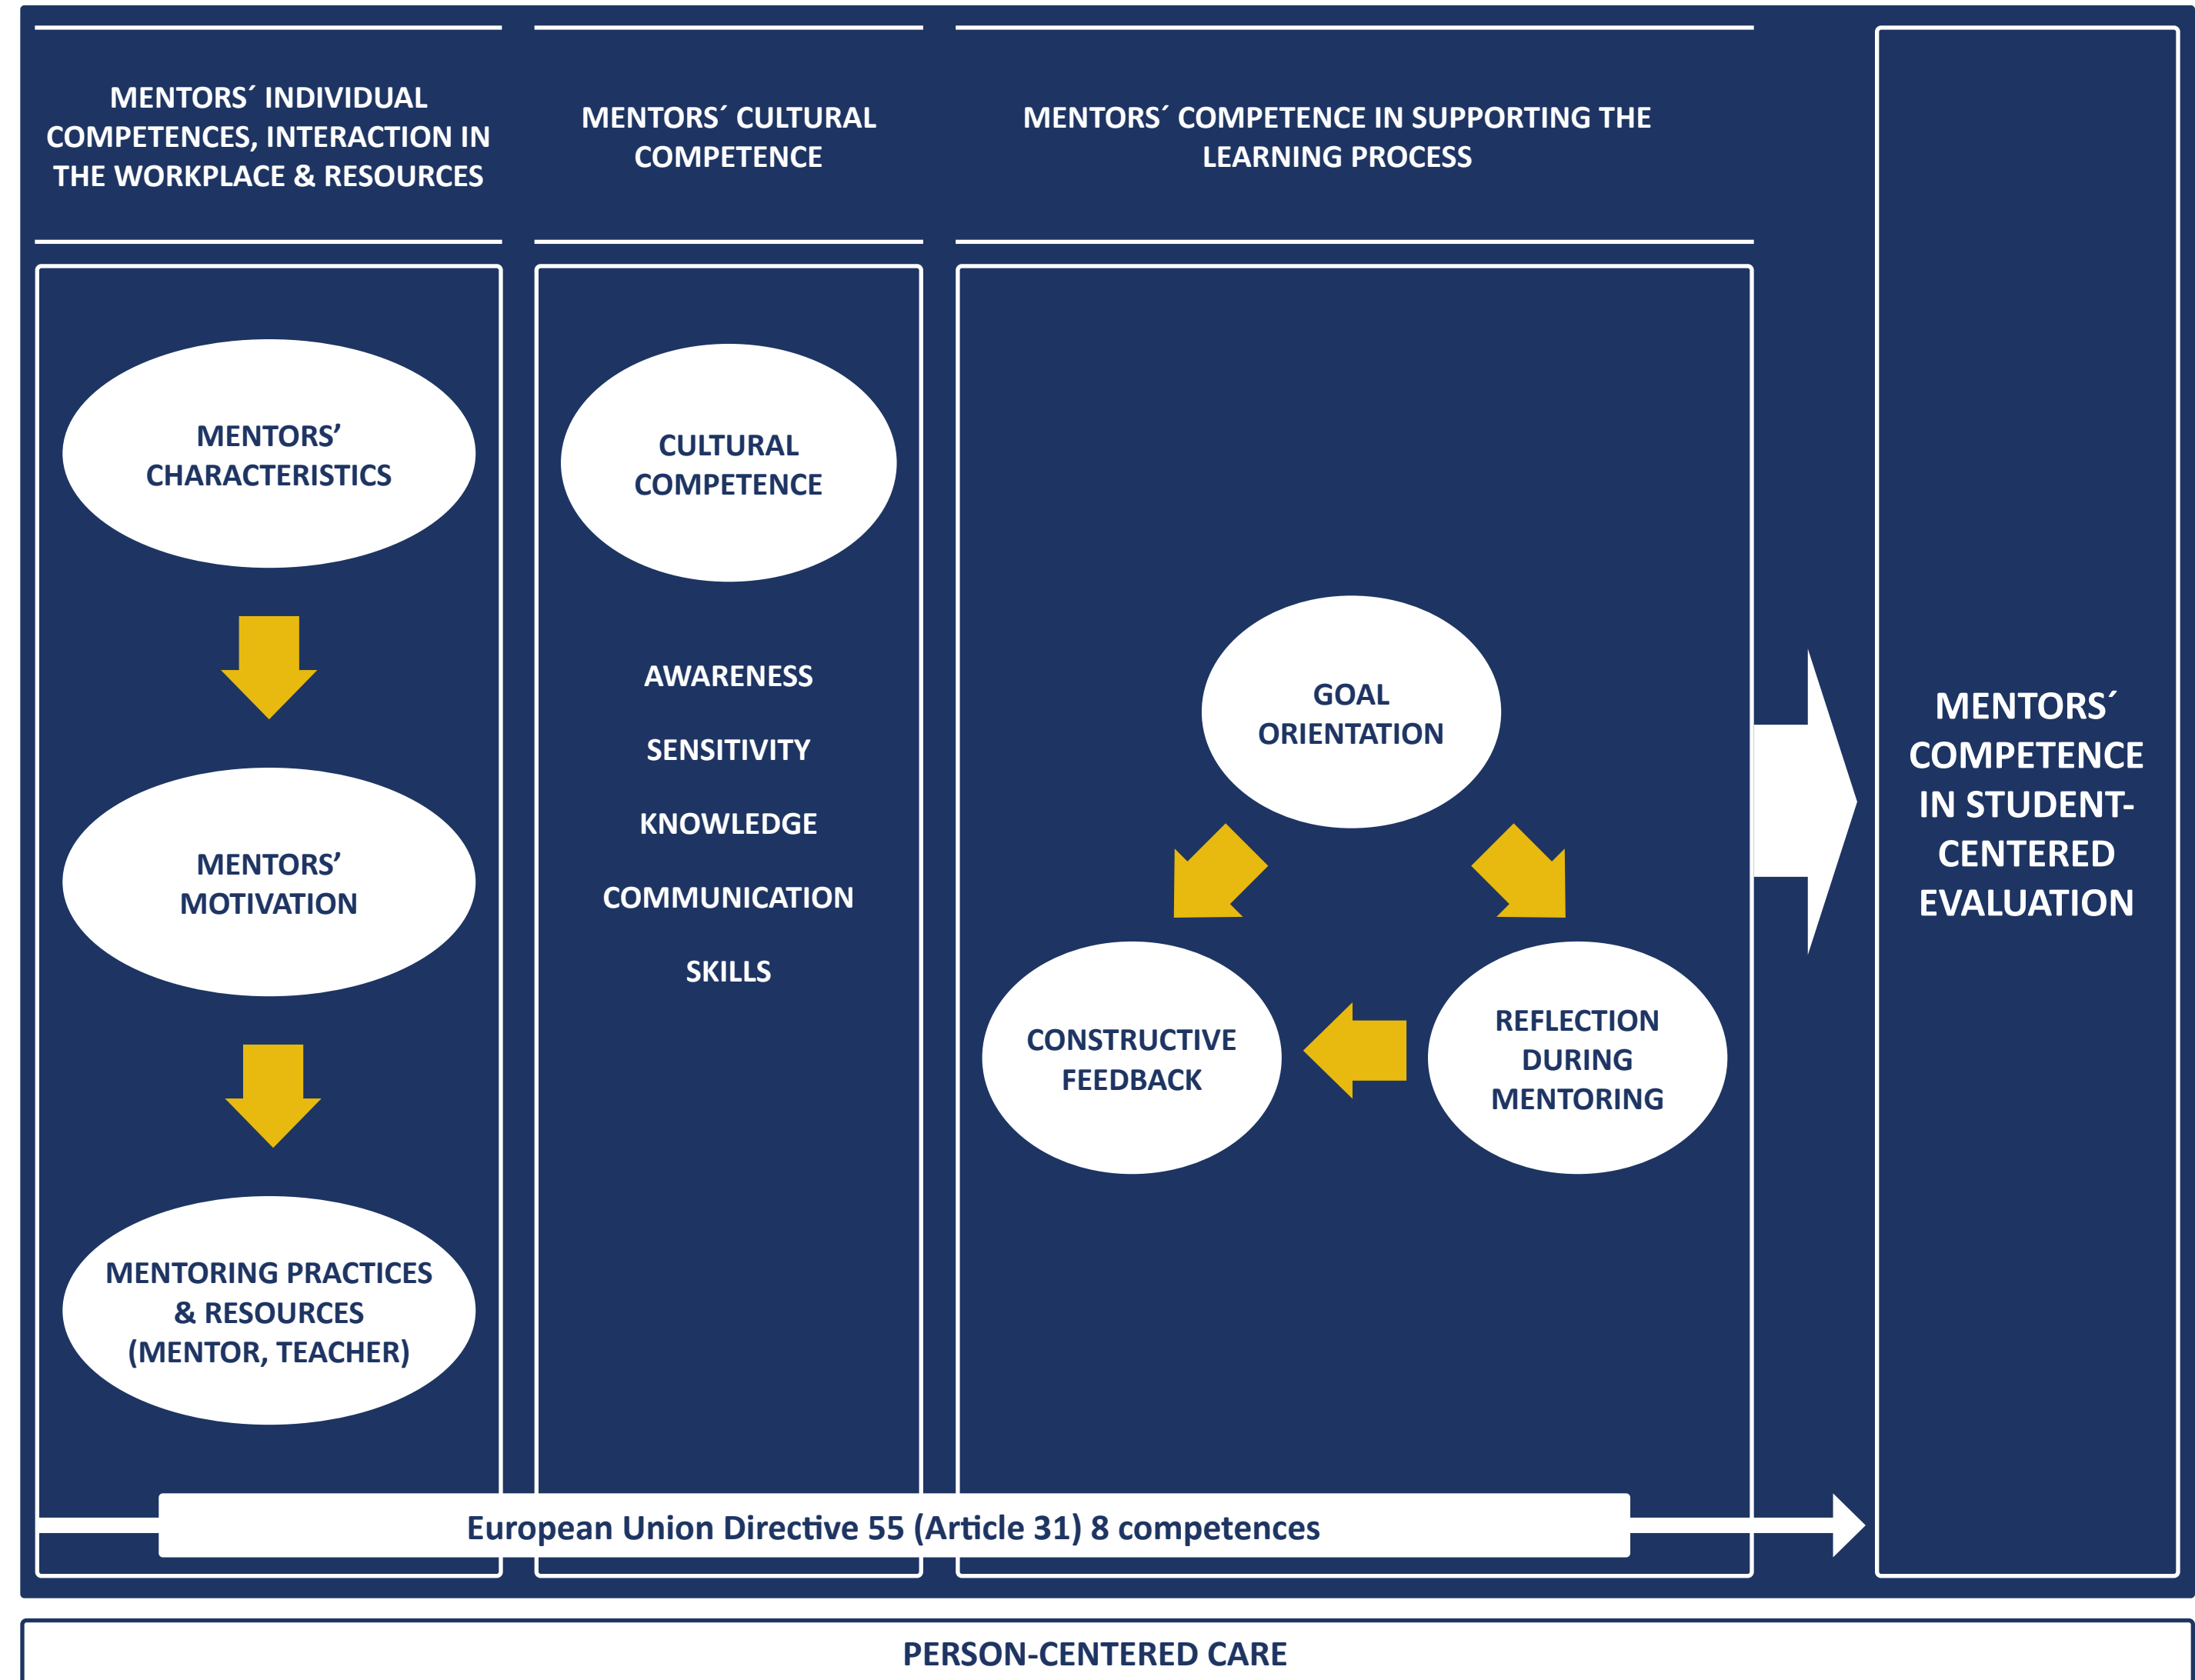 MENTORS´ INDIVIDUAL
COMPETENCES, INTERACTION IN
THE WORKPLACE & RESOURCES
MENTORS´ CULTURAL
COMPETENCE
MENTORS´ COMPETENCE IN SUPPORTING THE
LEARNING PROCESS
MENTORS’
CHARACTERISTICS
MENTORS’
MOTIVATION
MENTORING PRACTICES
& RESOURCES
(MENTOR, TEACHER)
CULTURAL
COMPETENCE
AWARENESS
SENSITIVITY
KNOWLEDGE
COMMUNICATION
SKILLS
GOAL
ORIENTATION
CONSTRUCTIVE
FEEDBACK
REFLECTION
DURING
MENTORING
MENTORS´
COMPETENCE
IN STUDENT-
CENTERED
EVALUATION
European Union Directive 55 (Article 31) 8 competences
PERSON-CENTERED CARE